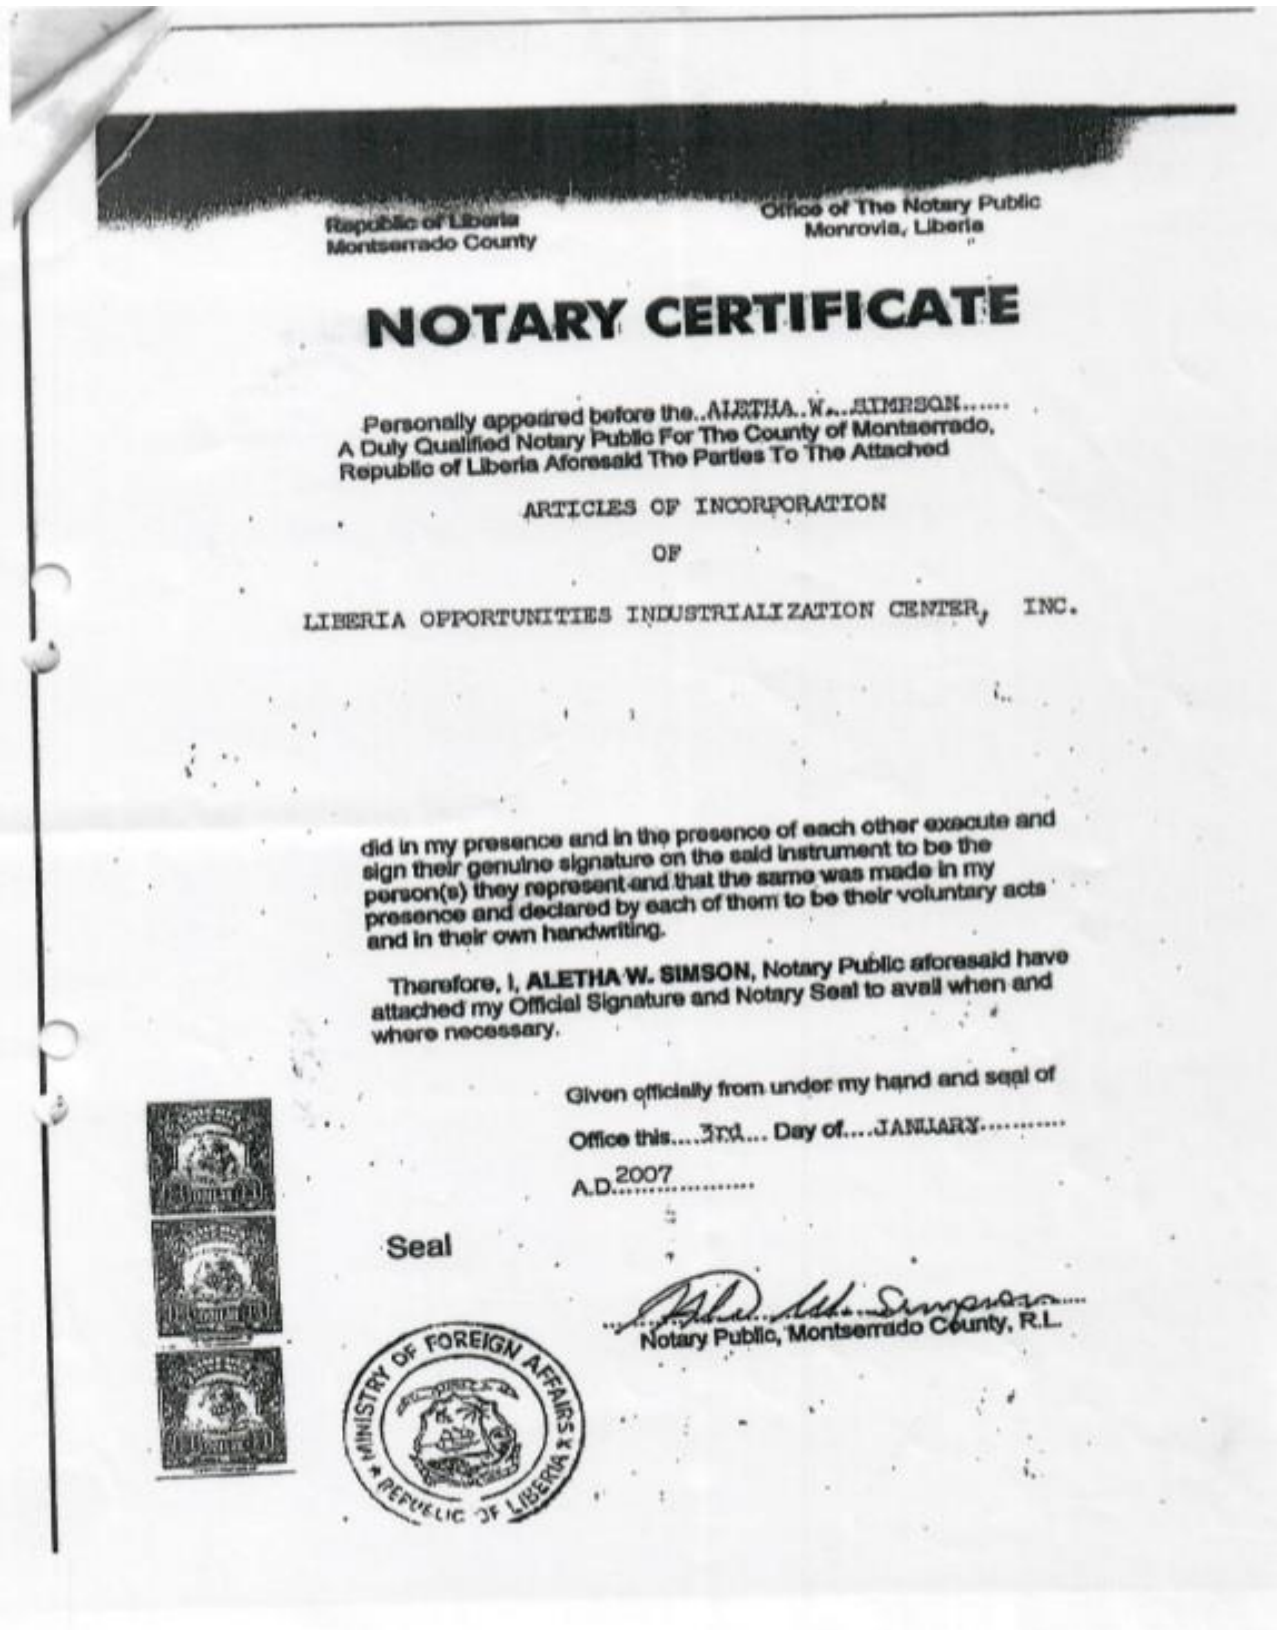 Republic of Liberia
Montserrado County
Office of The Notary Public
Monrovia, Liberia
NOTARY CERTIFICATE
Personally appeared before the..ALETHA..W...SIMPSON......
A Duly Qualified Notary Public For The County of Montserrado,
Republic of Liberia Aforesaid The Parties To The Attached
ARTICLES OF INCORPORATION
OF
LIBERIA OPPORTUNITIES INDUSTRIALIZATION CENTER, INC.
did in my presence and in the presence of each other execute and
sign their genuine signature on the said instrument to be the
person(s) they represent and that the same was made in my
presence and declared by each of them to be their voluntary acts
and in their own handwriting.
Therefore, I, ALETHA W. SIMSON, Notary Public aforesaid have
attached my Official Signature and Notary Seal to avail when and
where necessary.
Given officially from under my hand and seal of
Office this....3rd.... Day of....JANUARY...........
A.D.2007..................
Seal
W. Simpson
Notary Public, Montserrado County, R.L.
MINISTRY OF FOREIGN AFFAIRS
REPUBLIC OF LIBERIA